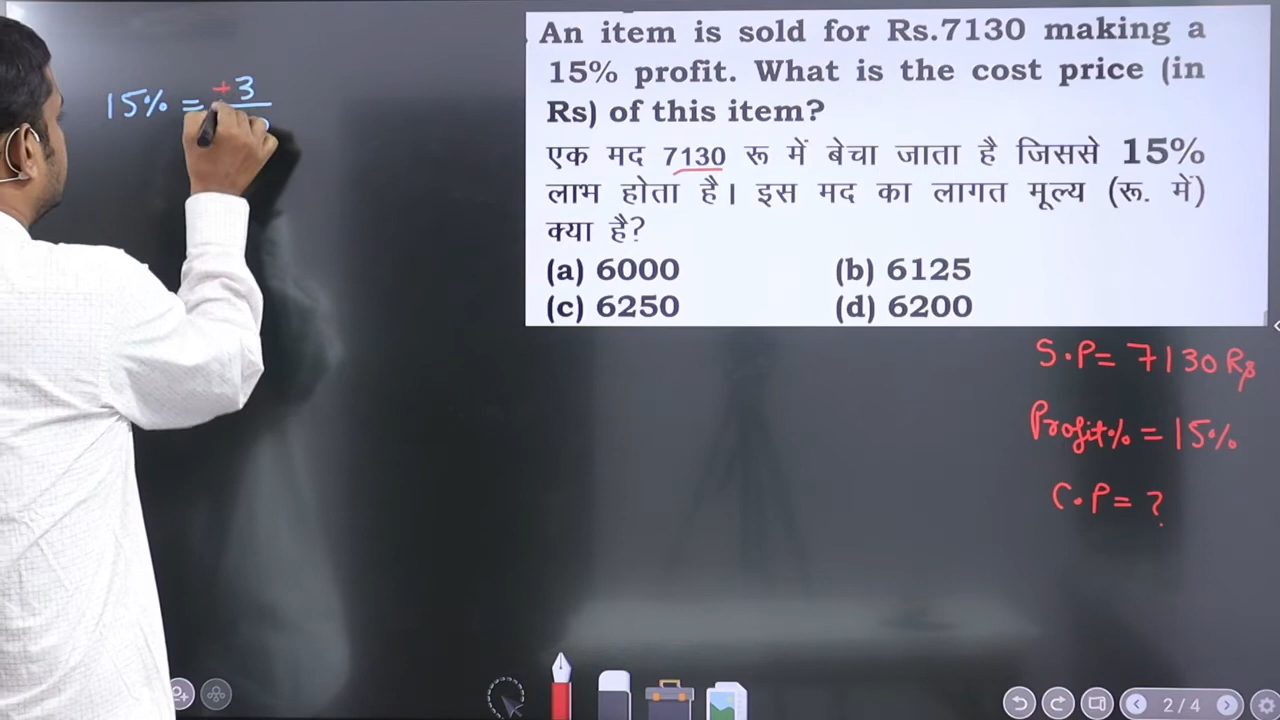 15% = +3
An item is sold for Rs.7130 making a
15% profit. What is the cost price (in
Rs) of this item?
एक मद 7130 रू में बेचा जाता है जिससे 15%
लाभ होता है। इस मद का लागत मूल्य (रू. में)
क्या है?
(a) 6000 (b) 6125
(c) 6250 (d) 6200
S.P = 7130 Rs
Profit% = 15%
C.P = ?
2/4